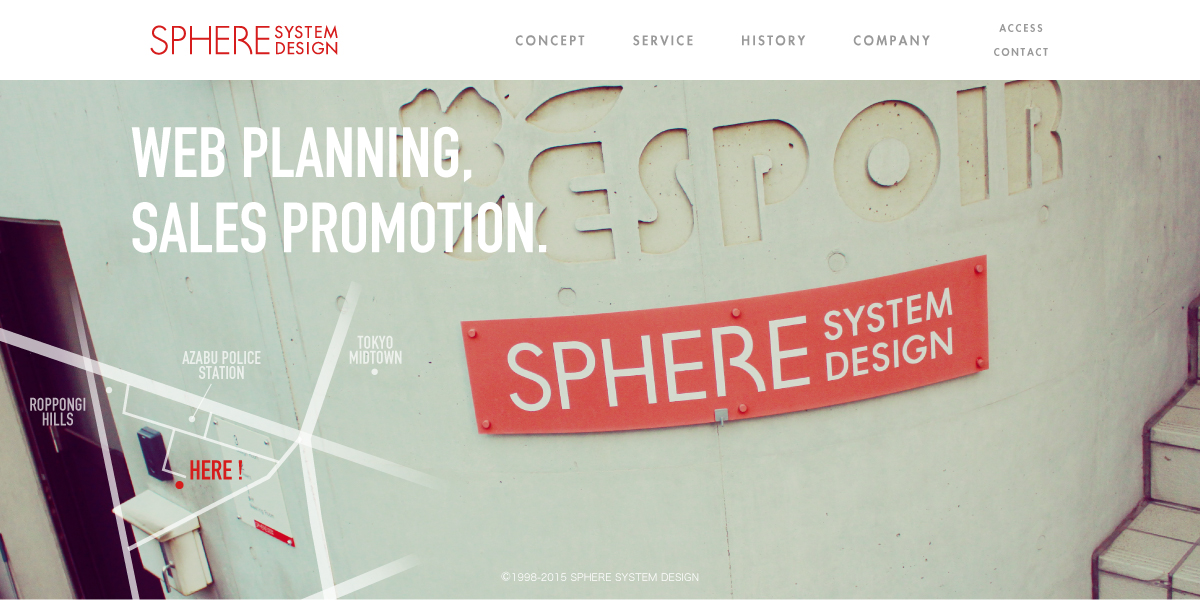 SPHERE SYSTEM
DESIGN
CONCEPT SERVICE HISTORY COMPANY
ACCESS
CONTACT
WEB PLANNING,
SALES PROMOTION.
ESPOIR
SPHERE SYSTEM
DESIGN
TOKYO
MIDTOWN
AZABU POLICE
STATION
ROPPONGI
HILLS
HERE !
©1998-2015 SPHERE SYSTEM DESIGN